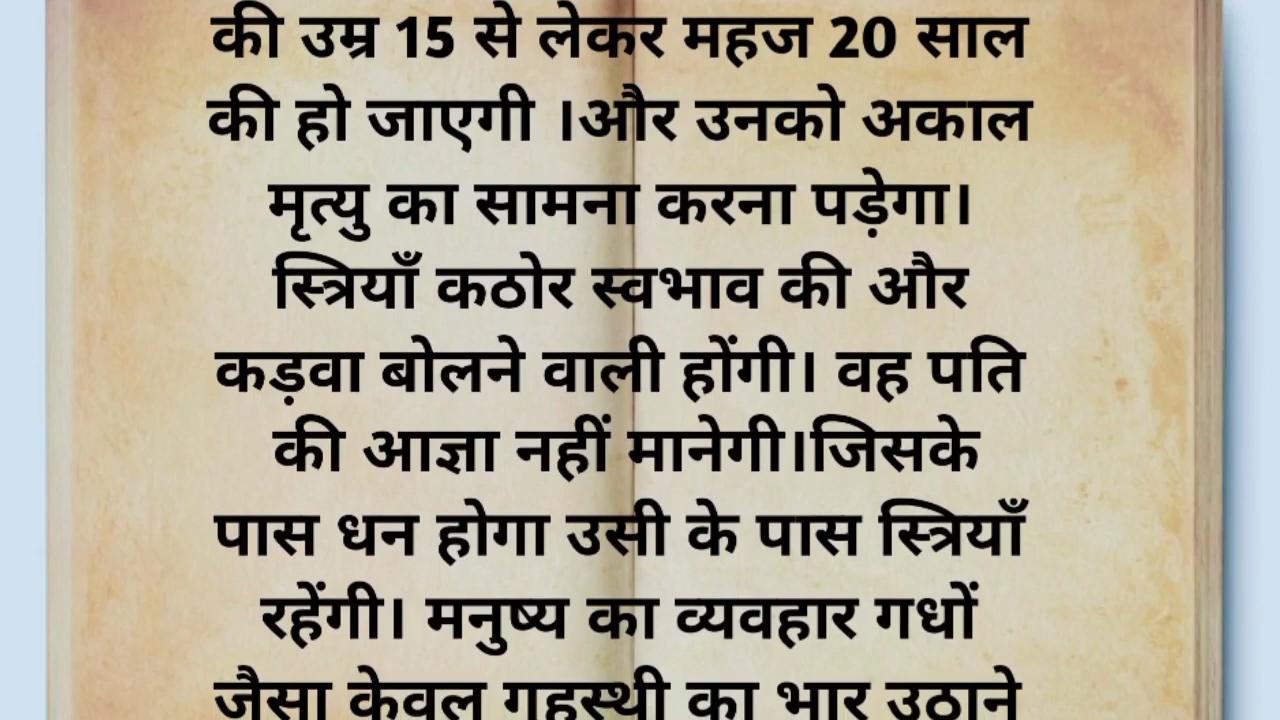 की उम्र 15 से लेकर महज 20 साल
की हो जाएगी ।और उनको अकाल
मृत्यु का सामना करना पड़ेगा।
स्त्रियाँ कठोर स्वभाव की और
कड़वा बोलने वाली होंगी। वह पति
की आज्ञा नहीं मानेगी।जिसके
पास धन होगा उसी के पास स्त्रियाँ
रहेंगी। मनुष्य का व्यवहार गधों
जैसा केवल गृहस्थी का भार उठाने